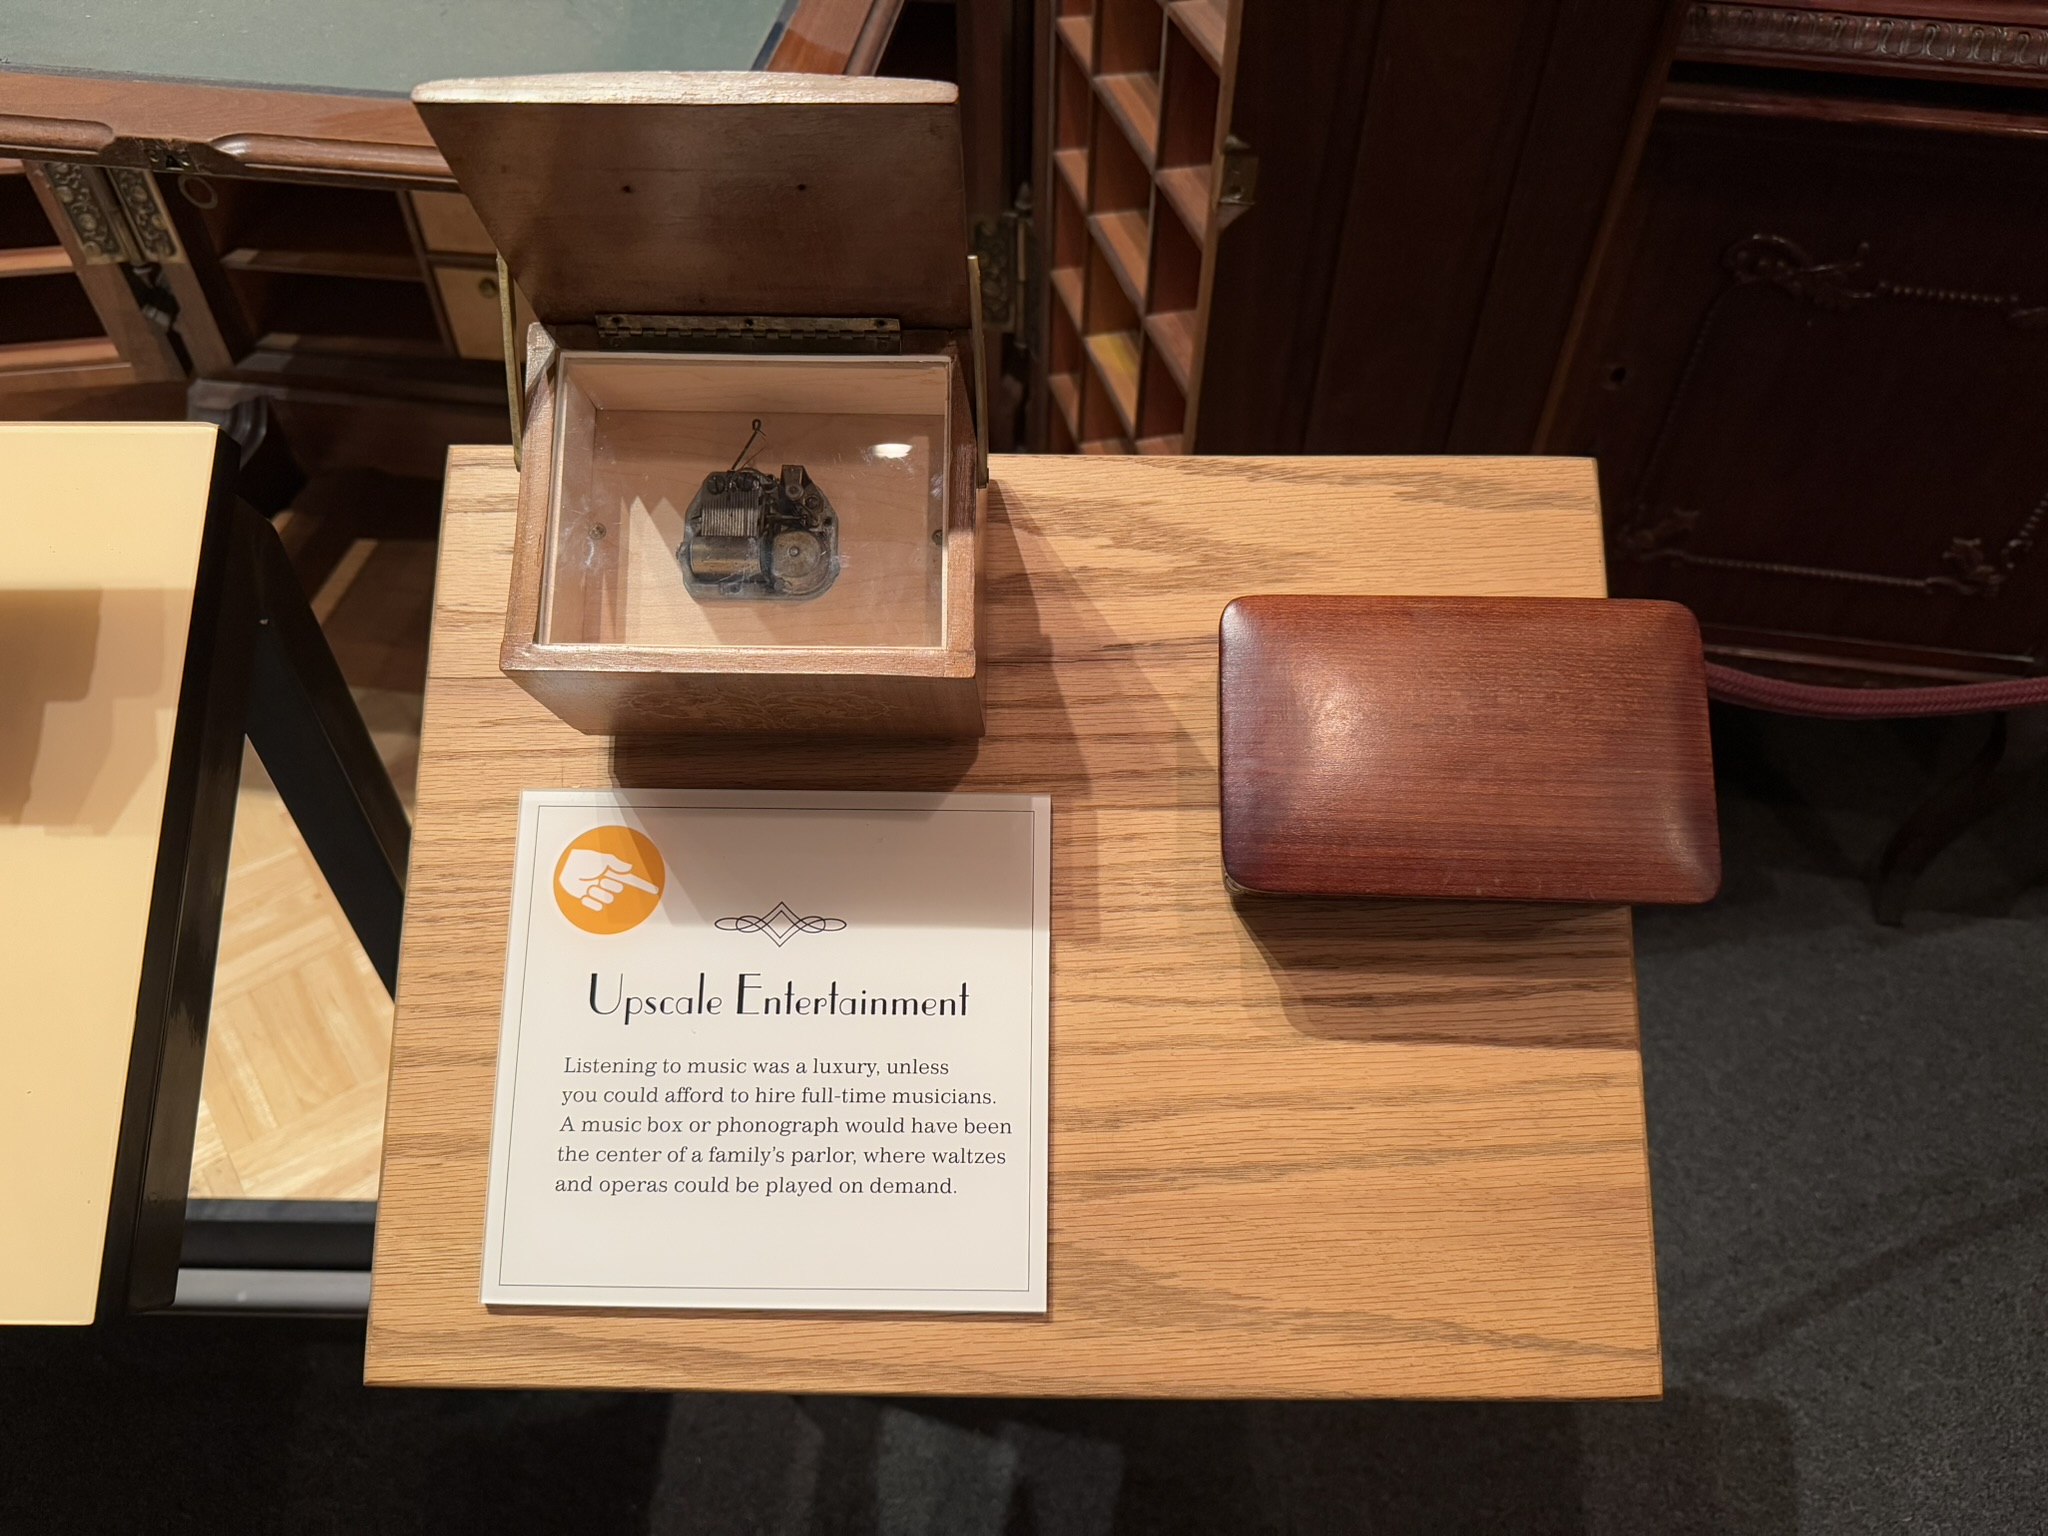 Upscale Entertainment
Listening to music was a luxury, unless
you could afford to hire full-time musicians.
A music box or phonograph would have been
the center of a family’s parlor, where waltzes
and operas could be played on demand.